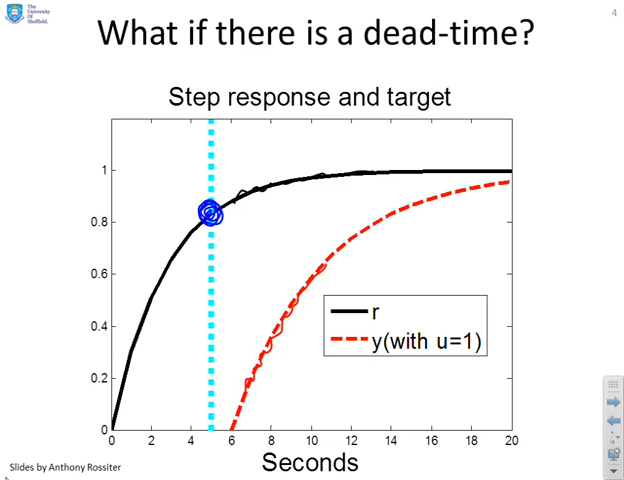 The
University
Of
Sheffield.
4
What if there is a dead-time?
Step response and target
1
0.8
0.6
0.4
0.2
0
r
y(with u=1)
0 2 4 6 8 10 12 14 16 18 20
Seconds
Slides by Anthony Rossiter